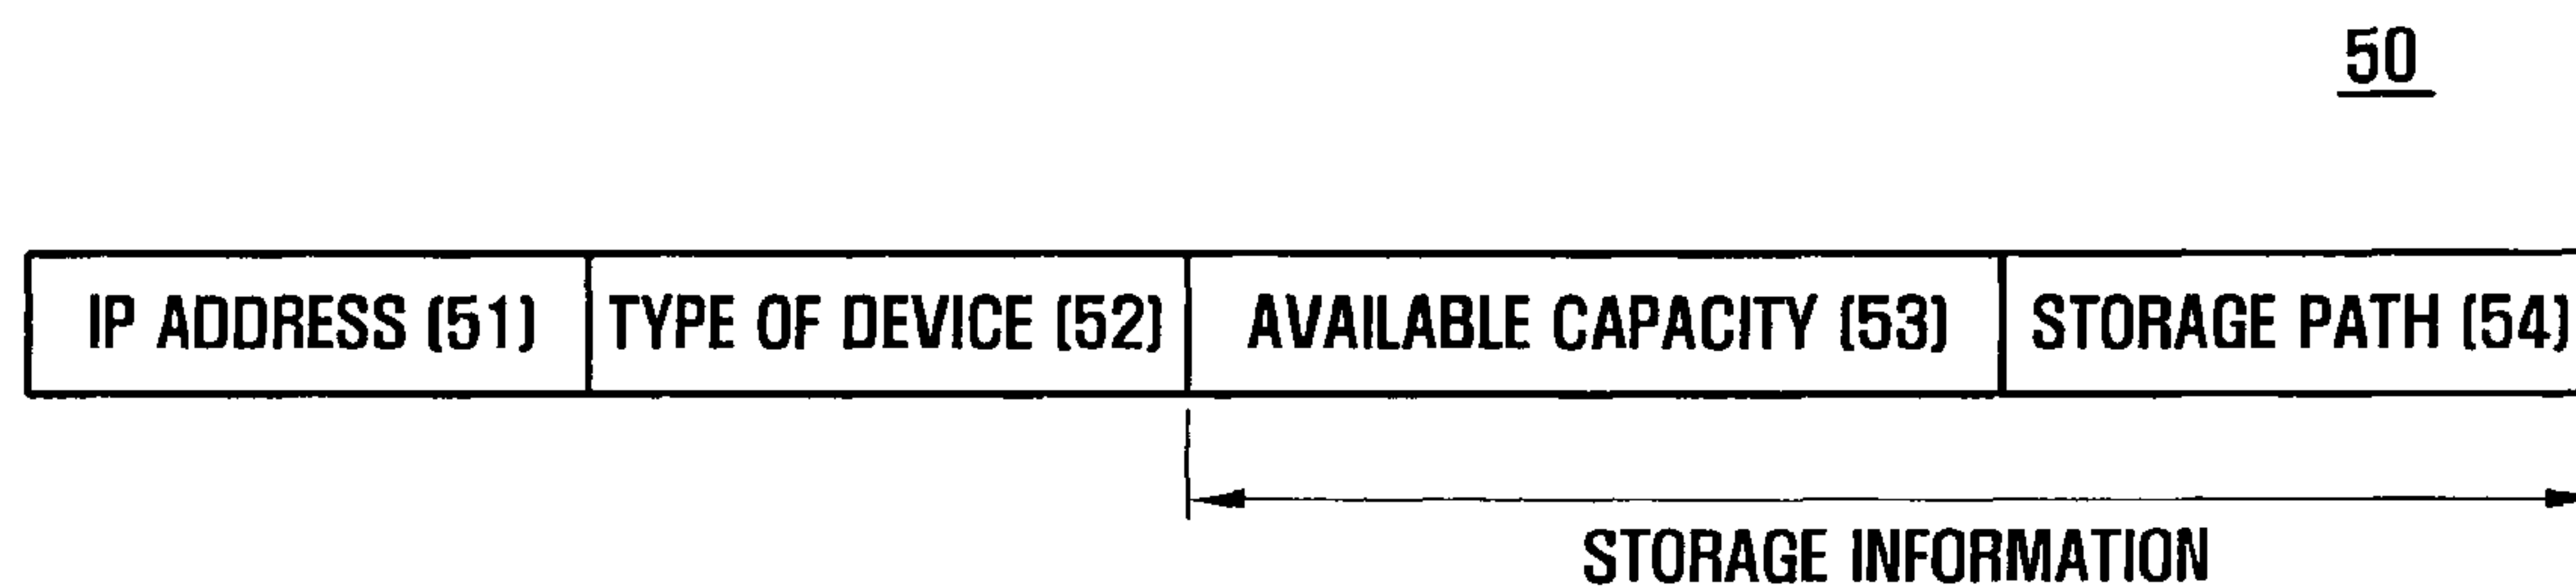 50
IP ADDRESS (51) TYPE OF DEVICE (52) AVAILABLE CAPACITY (53) STORAGE PATH (54)
STORAGE INFORMATION